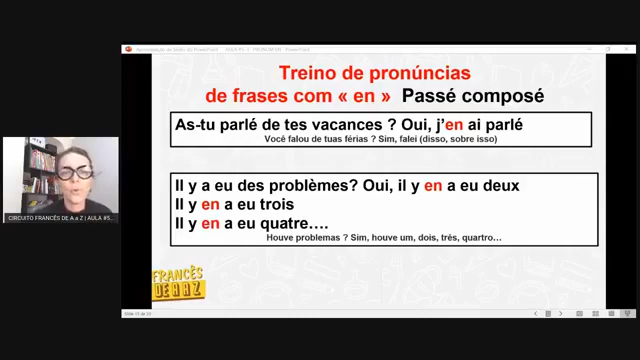 Treino de pronúncias
de frases com « en » Passé composé
As-tu parlé de tes vacances ? Oui, j'en ai parlé
Você falou de tuas férias ? Sim, falei (disso, sobre isso)
Il y a eu des problèmes? Oui, il y en a eu deux
Il y en a eu trois
Il y en a eu quatre....
Houve problemas ? Sim, houve um, dois, três, quartro...
CIRCUITO FRANCÊS DE A a Z | AULA #5...
FRANCÊS
DE A A Z